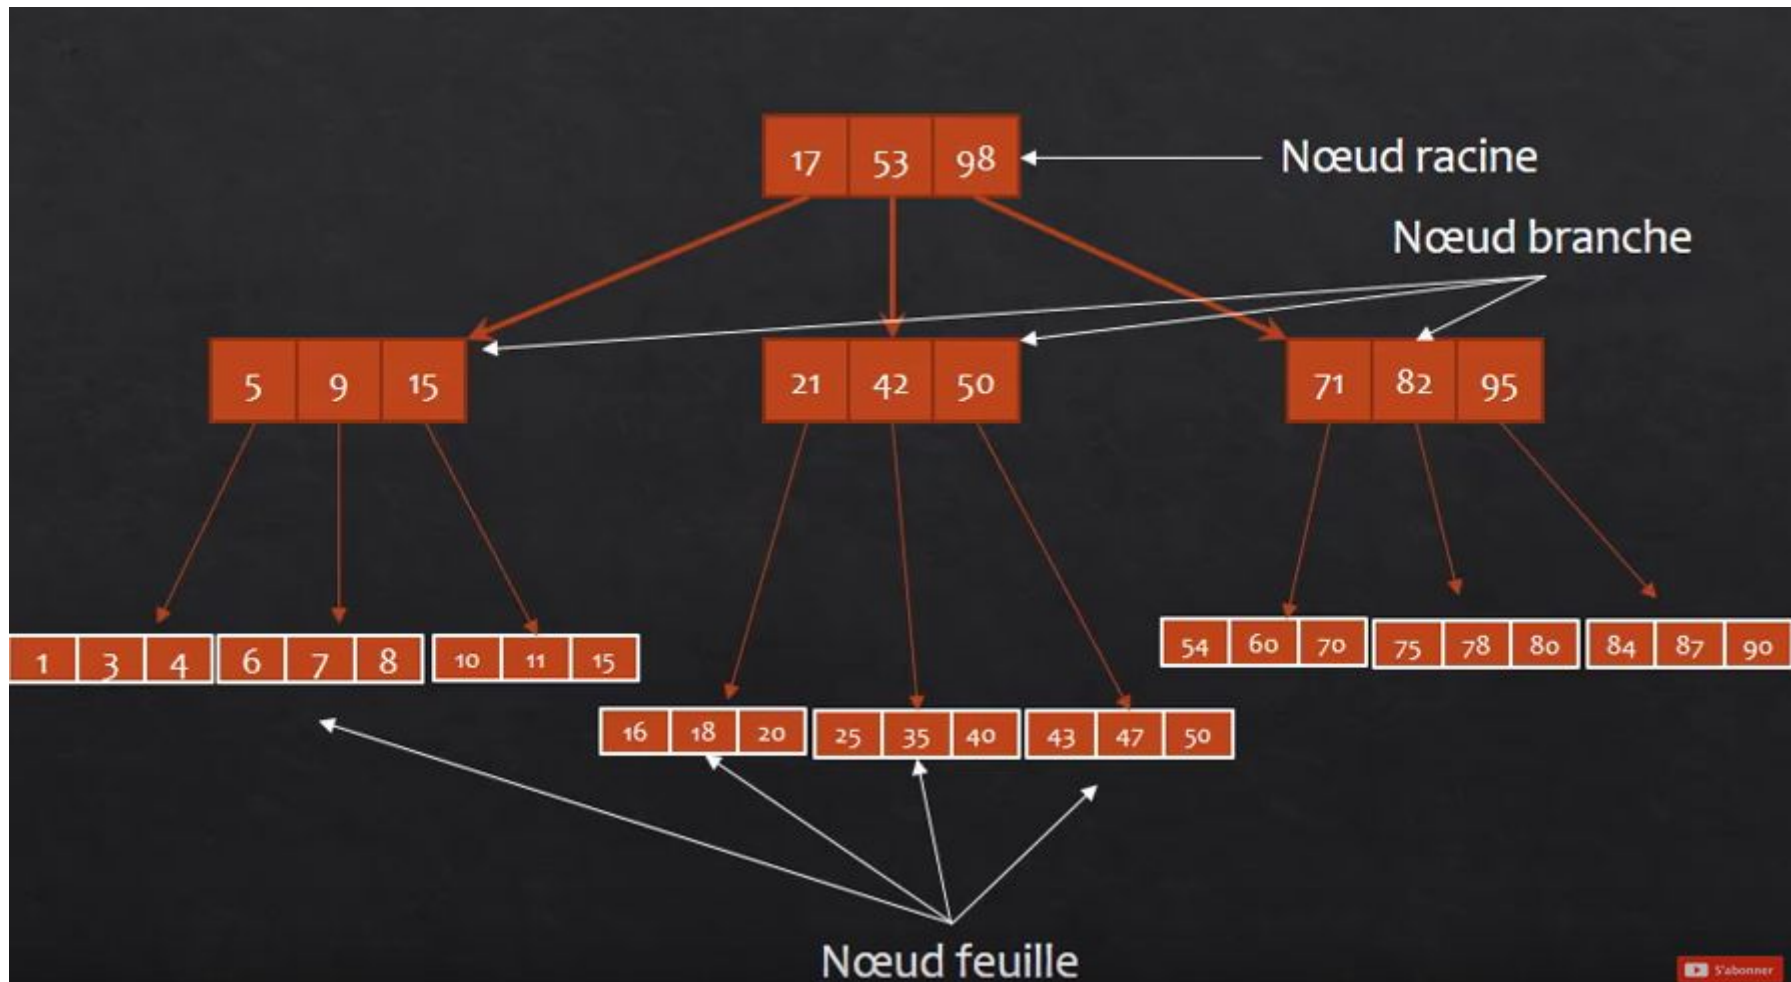 17 53 98
Nœud racine
Nœud branche
5 9 15
21 42 50
71 82 95
1 3 4
6 7 8
10 11 15
54 60 70
75 78 80
84 87 90
16 18 20
25 35 40
43 47 50
Nœud feuille
S'abonner